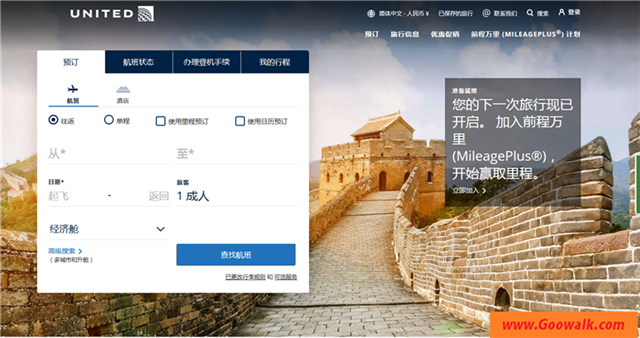 UNITED
简体中文 - 人民币 ¥
已保存的旅行
@ 联系我们
搜索
登录
预订
旅行信息
优惠促销
前程万里 (MILEAGEPLUS®) 计划
预订
航班状态
办理登机手续
我的行程
航班
酒店
往返
单程
使用里程预订
使用日历预订
从*
至*
日期*
旅客
起飞 - 返回
1 成人
经济舱
高级搜索 >
(多城市和升舱)
查找航班
已更改行李规则 和 可选服务
准备就绪
您的下一次旅行现已
开启。 加入前程万
里
(MileagePlus®) ,
开始赢取里程。
立即加入 >
www.Goowalk.com